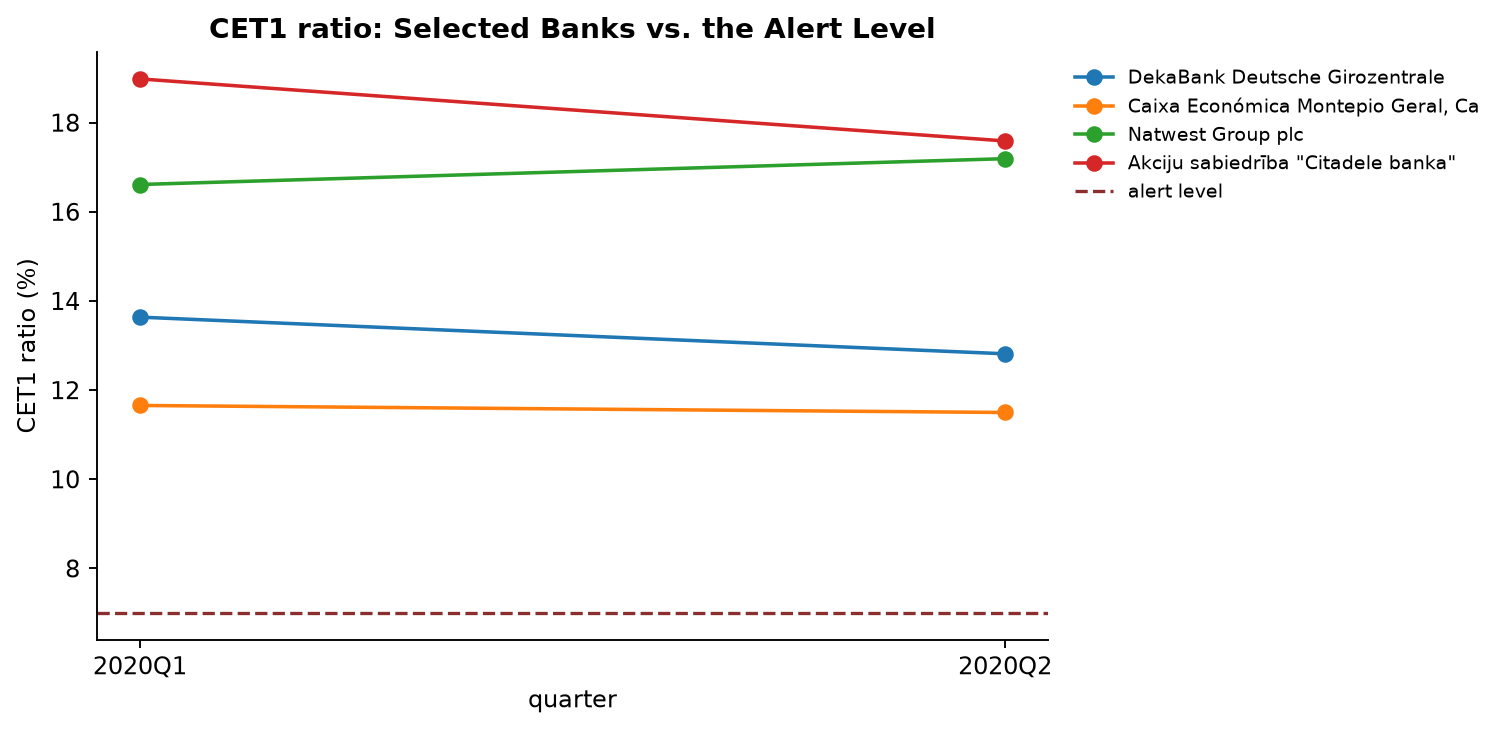 CET1 ratio: Selected Banks vs. the Alert Level
CET1 ratio (%)
18
16
14
12
10
8
2020Q1
2020Q2
quarter
DekaBank Deutsche Girozentrale
Caixa Económica Montepio Geral, Ca
Natwest Group plc
Akciju sabiedrība "Citadele banka"
alert level